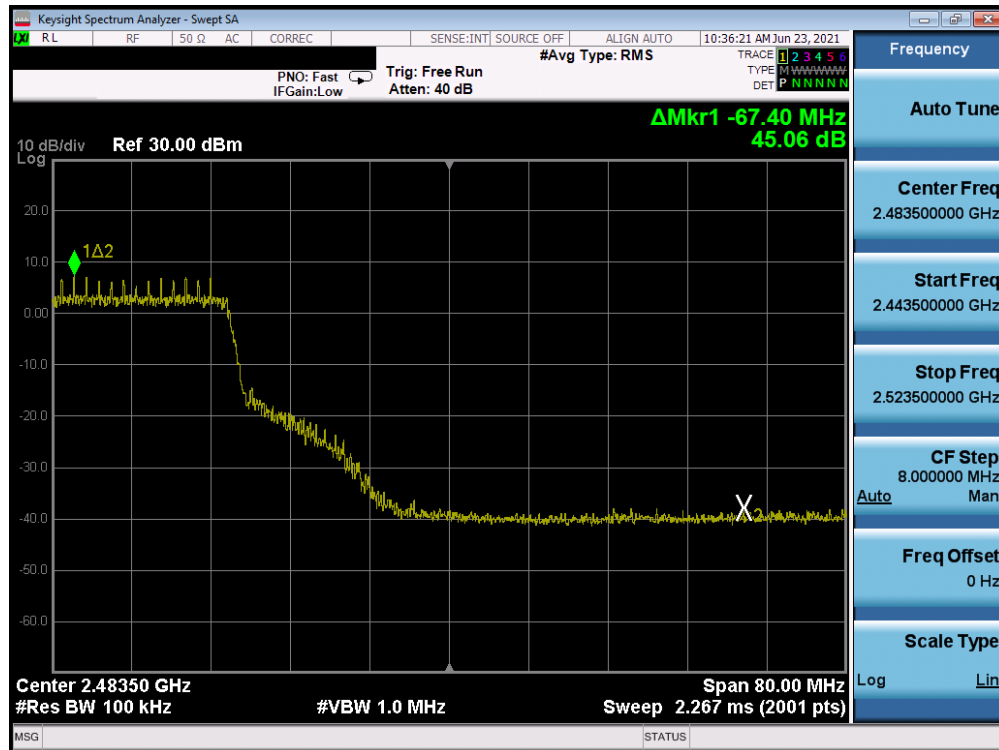 Keysight Spectrum Analyzer - Swept SA
LXI RL RF 50 Ω AC CORREC SENSE:INT SOURCE OFF ALIGN AUTO 10:36:21 AM Jun 23, 2021
#Avg Type: RMS
TRACE 1 2 3 4 5 6
PNO: Fast Trig: Free Run
TYPE M WWWWW
IFGain:Low Atten: 40 dB
DET P N N N N N
ΔMkr1 -67.40 MHz
45.06 dB
10 dB/div Ref 30.00 dBm
Log
20.0
10.0
0.00
-10.0
-20.0
-30.0
-40.0
-50.0
-60.0
1Δ2
X2
Center 2.48350 GHz Span 80.00 MHz
#Res BW 100 kHz #VBW 1.0 MHz Sweep 2.267 ms (2001 pts)
MSG STATUS
Frequency
Auto Tune
Center Freq
2.483500000 GHz
Start Freq
2.443500000 GHz
Stop Freq
2.523500000 GHz
CF Step
8.000000 MHz
Auto Man
Freq Offset
0 Hz
Scale Type
Log Lin